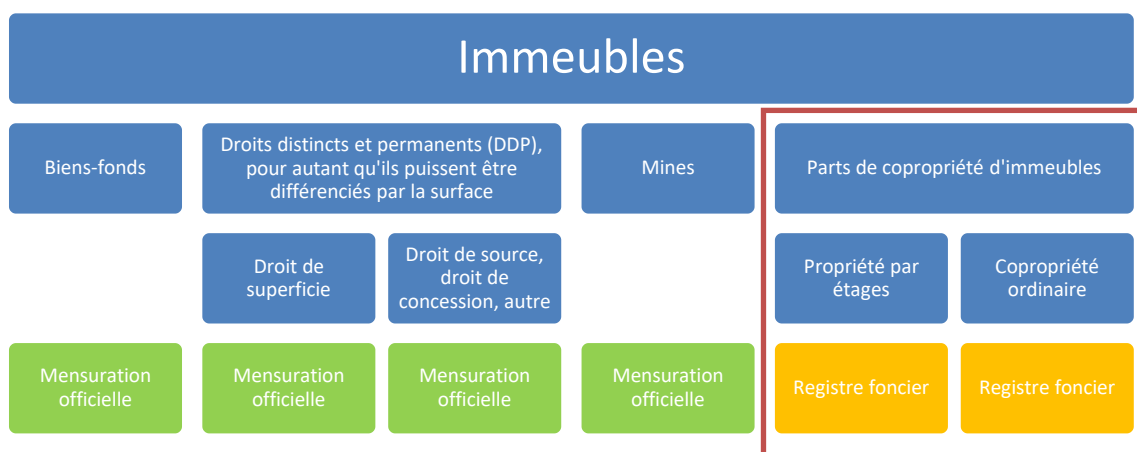 Immeubles
Biens-fonds
Droits distincts et permanents (DDP),
pour autant qu'ils puissent être
différenciés par la surface
Mines
Parts de copropriété d'immeubles
Droit de
superficie
Droit de source,
droit de
concession, autre
Propriété par
étages
Copropriété
ordinaire
Mensuration
officielle
Mensuration
officielle
Mensuration
officielle
Mensuration
officielle
Registre foncier
Registre foncier